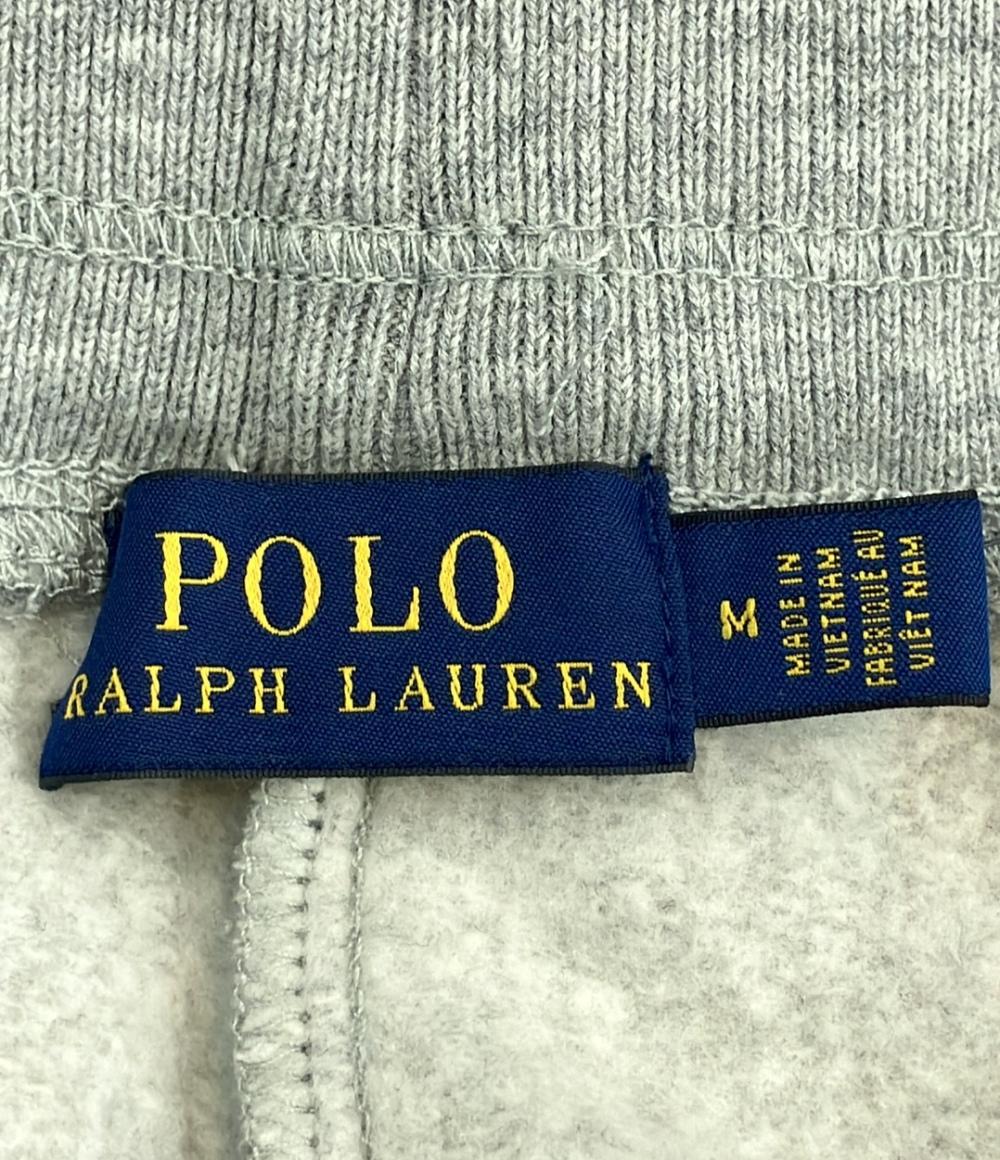 POLO
RALPH LAUREN
M
MADE IN
VIETNAM
FABRIQUÉ AU
VIÊT NAM